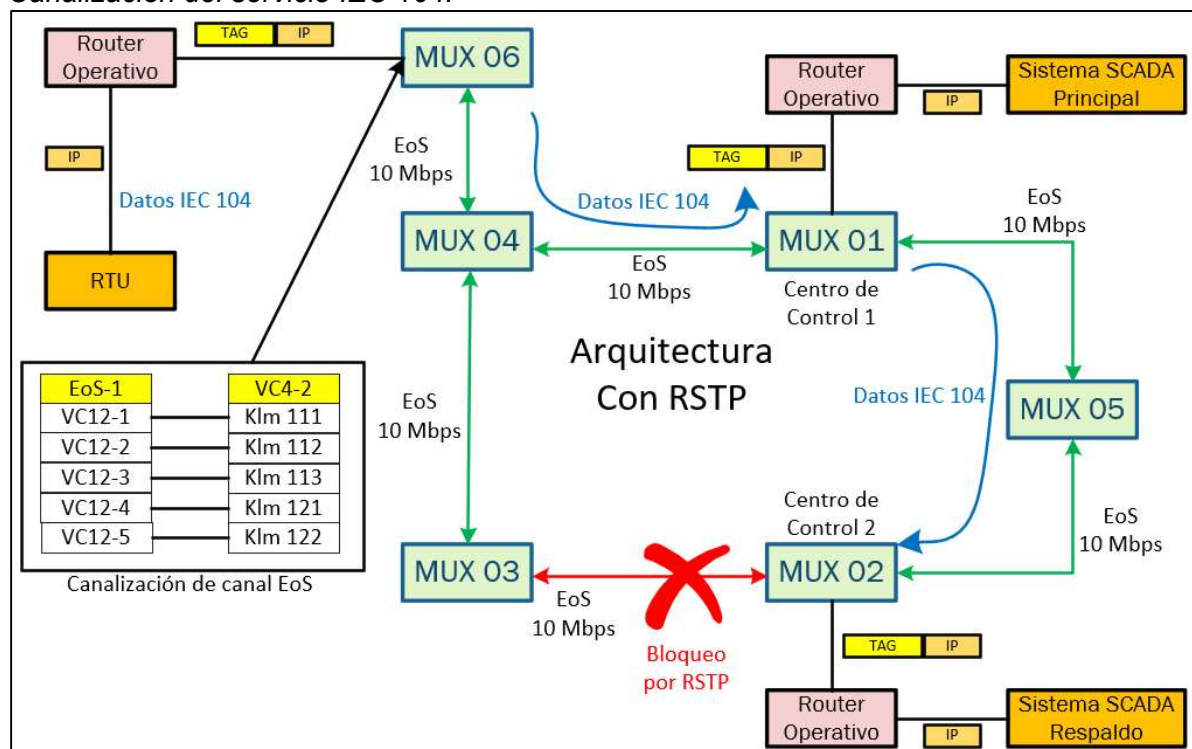 Canalización del servicio IEC 104.
Router
Operativo
TAG IP
MUX 06
IP
Datos IEC 104
RTU
EoS
10 Mbps
Datos IEC 104
MUX 04
EoS
10 Mbps
Router
Operativo
IP
Sistema SCADA
Principal
TAG IP
MUX 01
Centro de
Control 1
EoS
10 Mbps
Arquitectura
Con RSTP
Datos IEC 104
MUX 05
EoS
10 Mbps
EoS-1 VC4-2
VC12-1 Klm 111
VC12-2 Klm 112
VC12-3 Klm 113
VC12-4 Klm 121
VC12-5 Klm 122
Canalización de canal EoS
EoS
10 Mbps
MUX 03
EoS
10 Mbps
Bloqueo
por RSTP
Centro de
Control 2
MUX 02
TAG IP
Router
Operativo
IP
Sistema SCADA
Respaldo